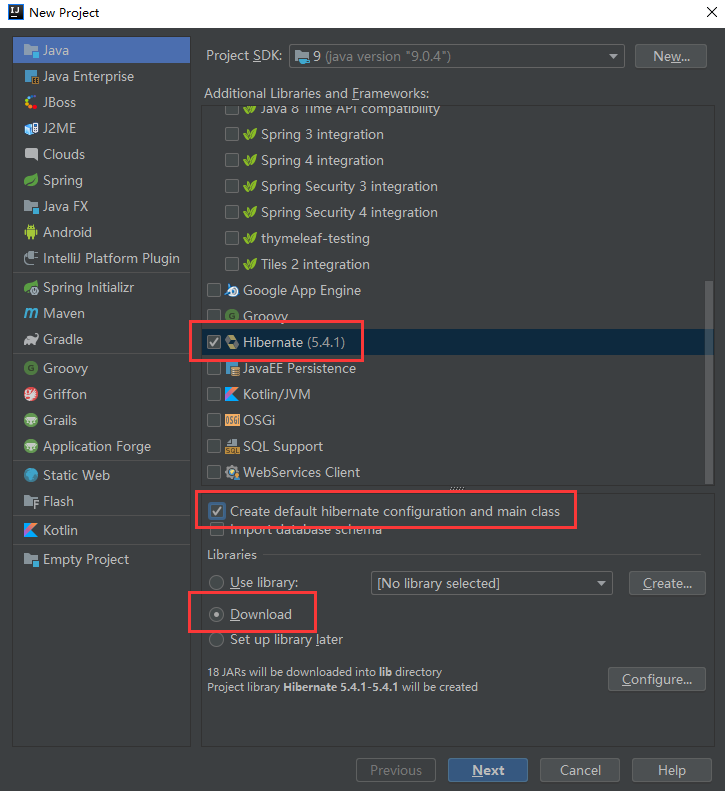 New Project
Java
Java Enterprise
JBoss
J2ME
Clouds
Spring
Java FX
Android
IntelliJ Platform Plugin
Spring Initializr
Maven
Gradle
Groovy
Griffon
Grails
Application Forge
Static Web
Flash
Kotlin
Empty Project
Project SDK: 9 (java version "9.0.4") New...
Additional Libraries and Frameworks:
Java 8 Time API compatibility
Spring 3 integration
Spring 4 integration
Spring Security 3 integration
Spring Security 4 integration
thymeleaf-testing
Tiles 2 integration
Google App Engine
Groovy
Hibernate (5.4.1)
JavaEE Persistence
Kotlin/JVM
OSGi
SQL Support
WebServices Client
Create default hibernate configuration and main class
Import database schema
Libraries
Use library: [No library selected] Create...
Download
Set up library later
18 JARs will be downloaded into lib directory
Project library Hibernate 5.4.1-5.4.1 will be created
Configure...
Previous Next Cancel Help